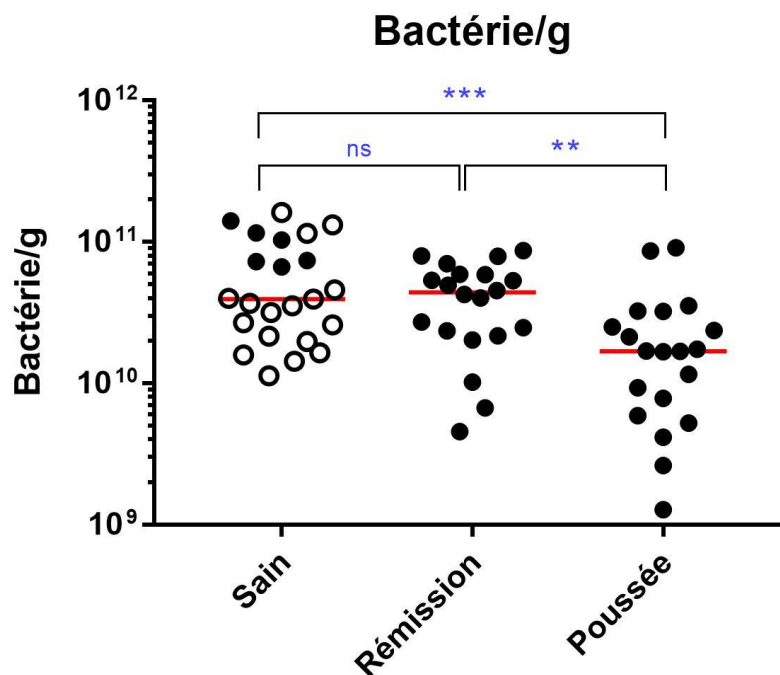 Bactérie/g
Bactérie/g
10¹²
10¹¹
10¹⁰
10⁹
***
ns
**
Sain
Rémission
Poussée